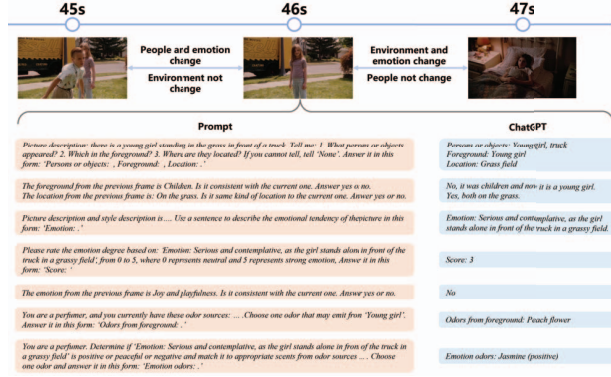 45s
46s
47s
People and emotion
change
Environment not
change
Environment and
emotion change
People not change
Prompt
ChatGPT
Picture description: there is a young girl standing in the grass in front of a truck. Tell me: 1. What persons or objects
appeared? 2. Which in the foreground? 3. Where are they located? If you cannot tell, tell ‘None’. Answer it in this
form: ‘Persons or objects: , Foreground: , Location: .’
Persons or objects: Young girl, truck
Foreground: Young girl
Location: Grass field
The foreground from the previous frame is Children. Is it consistent with the current one. Answer yes o no.
The location from the previous frame is: On the grass. Is it same kind of location to the current one. Answer yes or no.
No, it was children and now it is a young girl.
Yes, both on the grass.
Picture description and style description is.... Use a sentence to describe the emotional tendency of thepicture in this
form: ‘Emotion: .’
Emotion: Serious and contemplative, as the girl
stands alone in front of the ruck in a grassy field.
Please rate the emotion degree based on: ‘Emotion: Serious and contemplative, as the girl stands alone in front of the
truck in a grassy field’, from 0 to 5, where 0 represents neutral and 5 represents strong emotion, Answer it in this
form: ‘Score: ’
Score: 3
The emotion from the previous frame is Joy and playfulness. Is it consistent with the current one. Answer yes or no.
No
You are a perfumer, and you currently have these odor sources: ... .Choose one odor that may emit from ‘Young girl’.
Answer it in this form: ‘Odors from foreground: .’
Odors from foreground: Peach flower
You are a perfumer. Determine if ‘Emotion: Serious and contemplative, as the girl stands alone in fron of the truck in
a grassy field’ is positive or peaceful or negative and match it to appropriate scents from odor sources .... Choose
one odor and answer it in this form: ‘Emotion odors: .’
Emotion odors: Jasmine (positive)